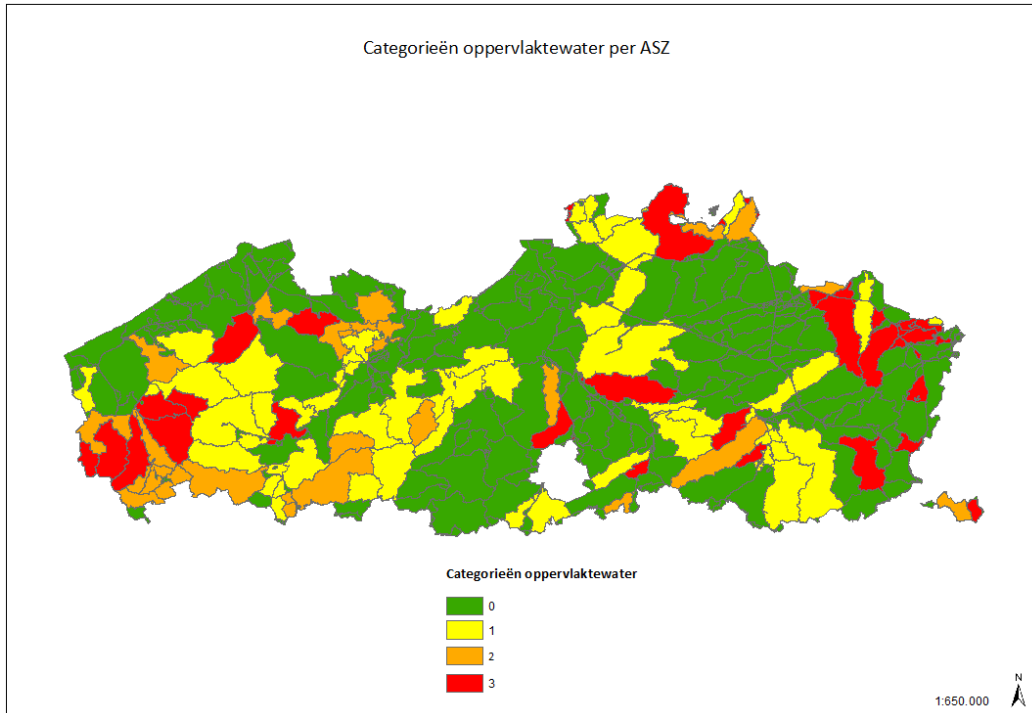 Categorieën oppervlaktewater per ASZ
Categorieën oppervlaktewater
0
1
2
3
N
1:650.000